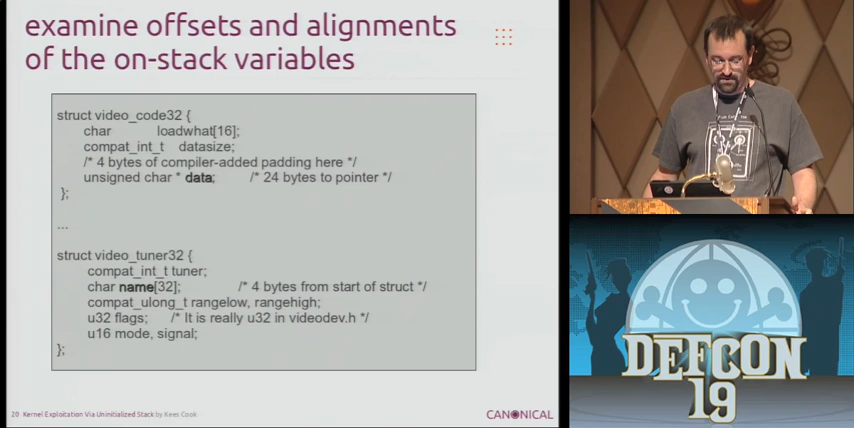 examine offsets and alignments
of the on-stack variables
struct video_code32 {
char loadwhat[16];
compat_int_t datasize;
/* 4 bytes of compiler-added padding here */
unsigned char * data; /* 24 bytes to pointer */
};
...
struct video_tuner32 {
compat_int_t tuner;
char name[32]; /* 4 bytes from start of struct */
compat_ulong_t rangelow, rangehigh;
u32 flags; /* It is really u32 in videodev.h */
u16 mode, signal;
};
20 Kernel Exploitation Via Uninitialized Stack by Kees Cook
CANONICAL
DEFCON
19